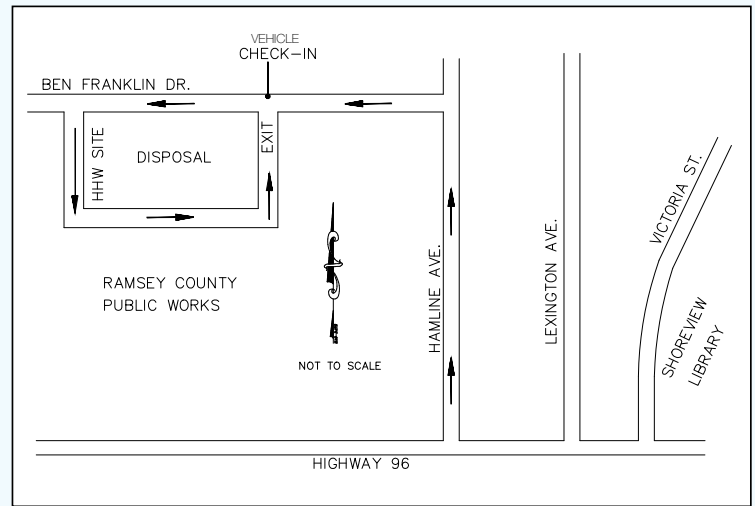 VEHICLE
CHECK-IN
BEN FRANKLIN DR.
HHW SITE
DISPOSAL
EXIT
RAMSEY COUNTY
PUBLIC WORKS
NOT TO SCALE
HAMLINE AVE.
LEXINGTON AVE.
VICTORIA ST.
SHOREVIEW
LIBRARY
HIGHWAY 96